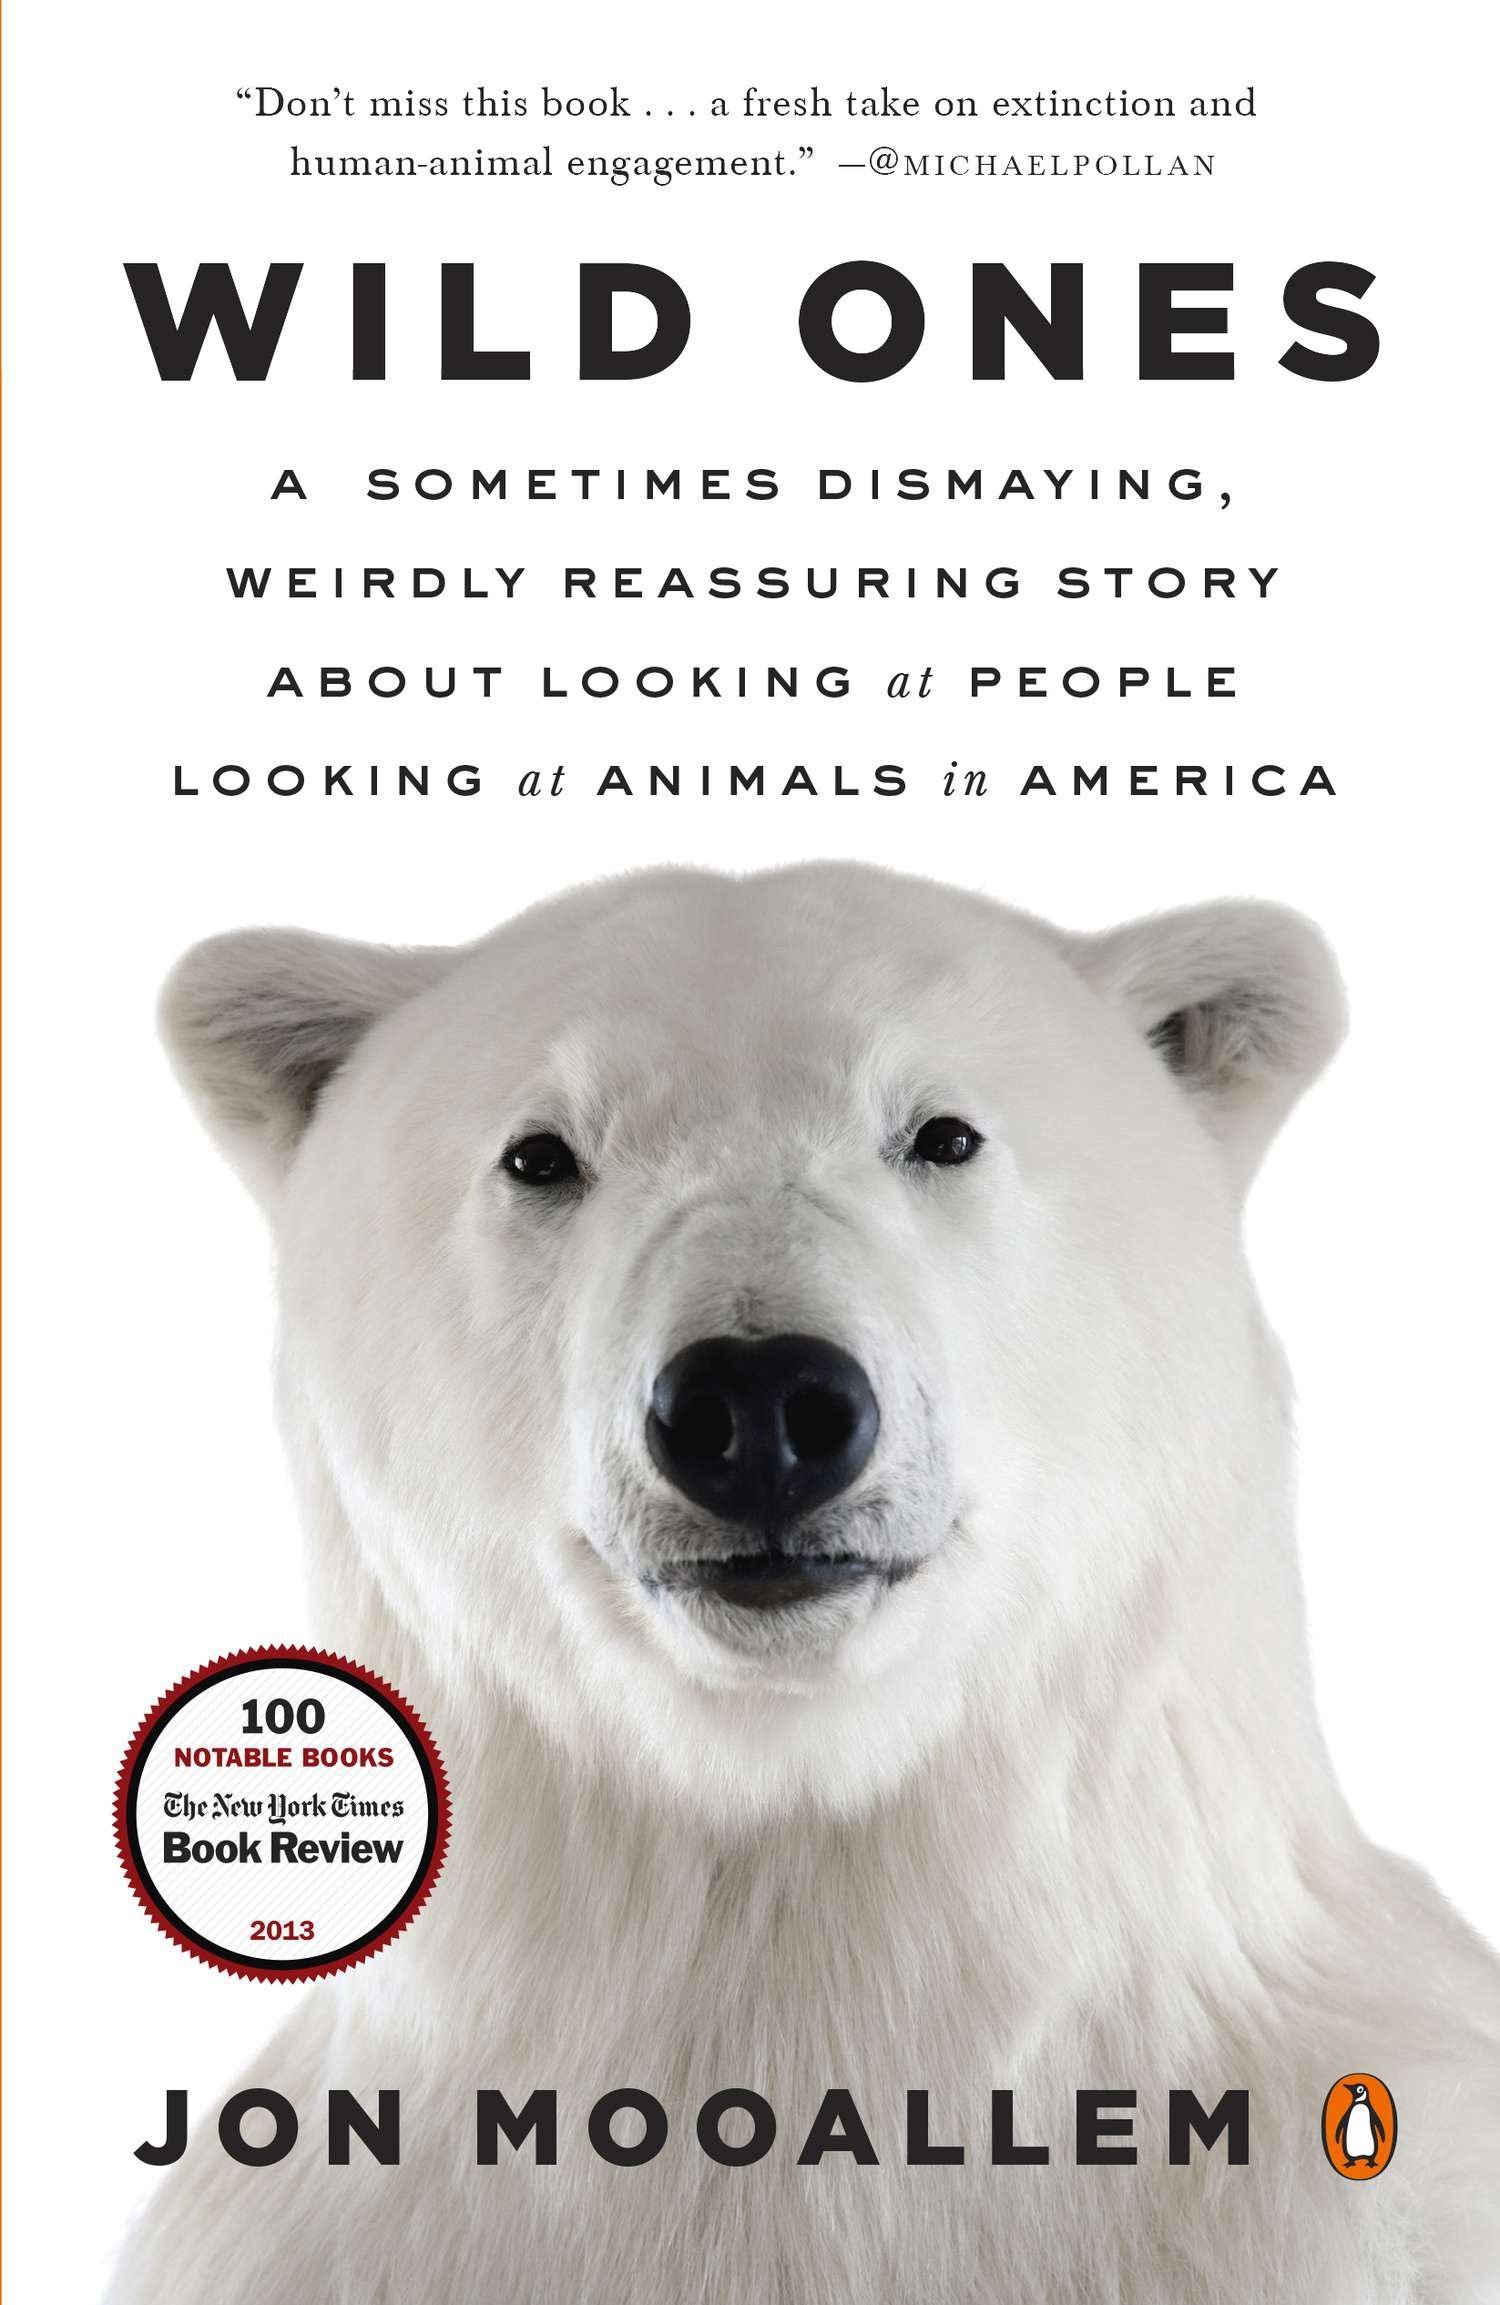 “Don’t miss this book . . . a fresh take on extinction and
human-animal engagement.” —@MICHAELPOLLAN
WILD ONES
A SOMETIMES DISMAYING,
WEIRDLY REASSURING STORY
ABOUT LOOKING at PEOPLE
LOOKING at ANIMALS in AMERICA
100
NOTABLE BOOKS
The New York Times
Book Review
2013
JON MOOALLEM